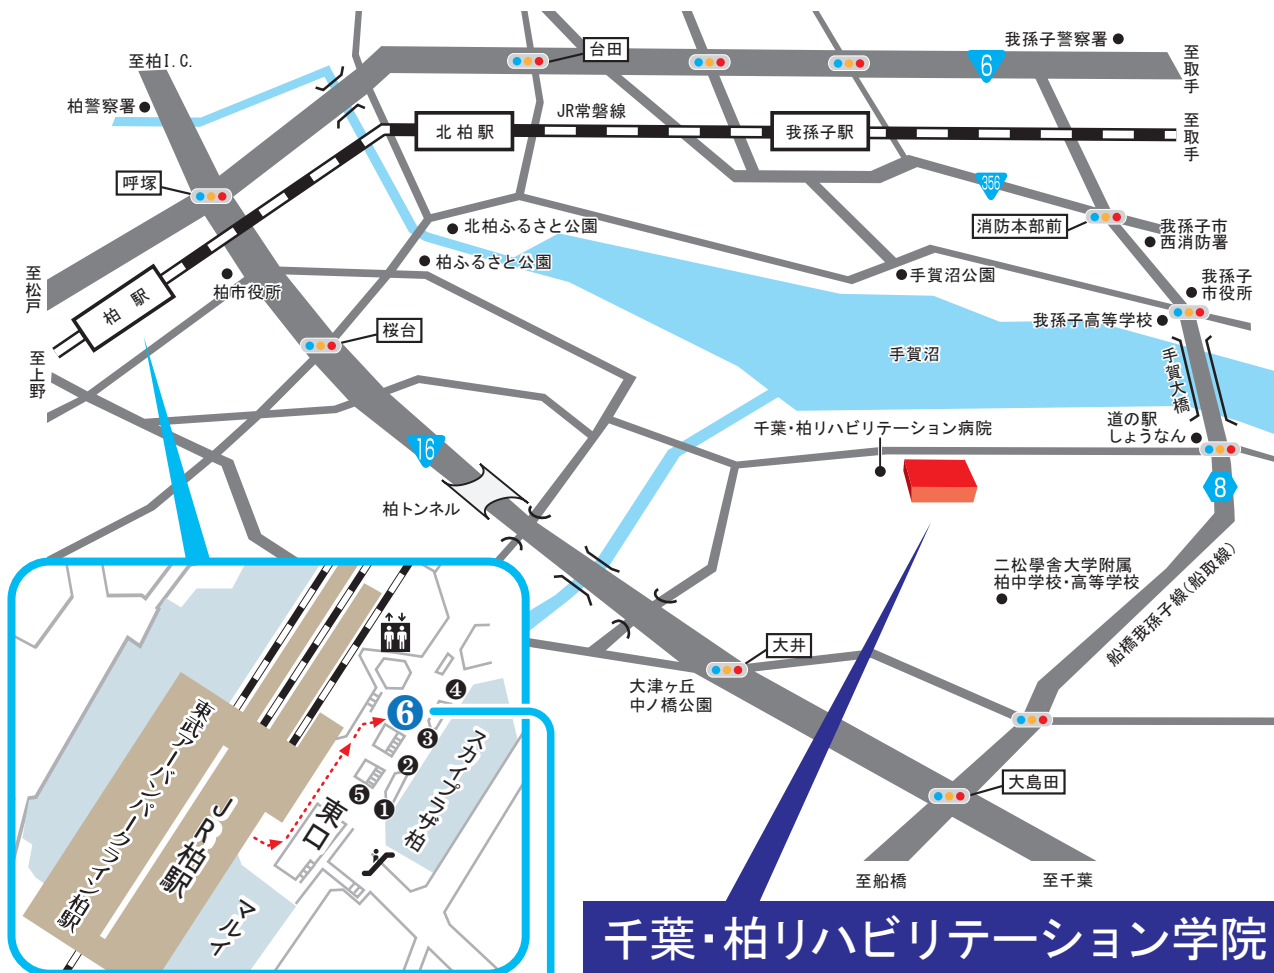 至柏I.C.
台田
我孫子警察署
6
至取手
柏警察署
JR常磐線
北柏駅
我孫子駅
至取手
呼塚
356
消防本部前
我孫子市
西消防署
北柏ふるさと公園
柏ふるさと公園
手賀沼公園
至松戸
柏駅
柏市役所
我孫子
市役所
我孫子高等学校
桜台
手賀沼
手賀大橋
至上野
道の駅
しょうなん
千葉・柏リハビリテーション病院
16
8
柏トンネル
二松學舎大学附属
柏中学校・高等学校
船橋我孫子線(船取線)
大井
大津ヶ丘
中ノ橋公園
大島田
至船橋
至千葉
東武アーバンパークライン柏駅
JR柏駅
東口
スカイプラザ柏
マルイ
4
6
3
2
5
1
千葉・柏リハビリテーション学院